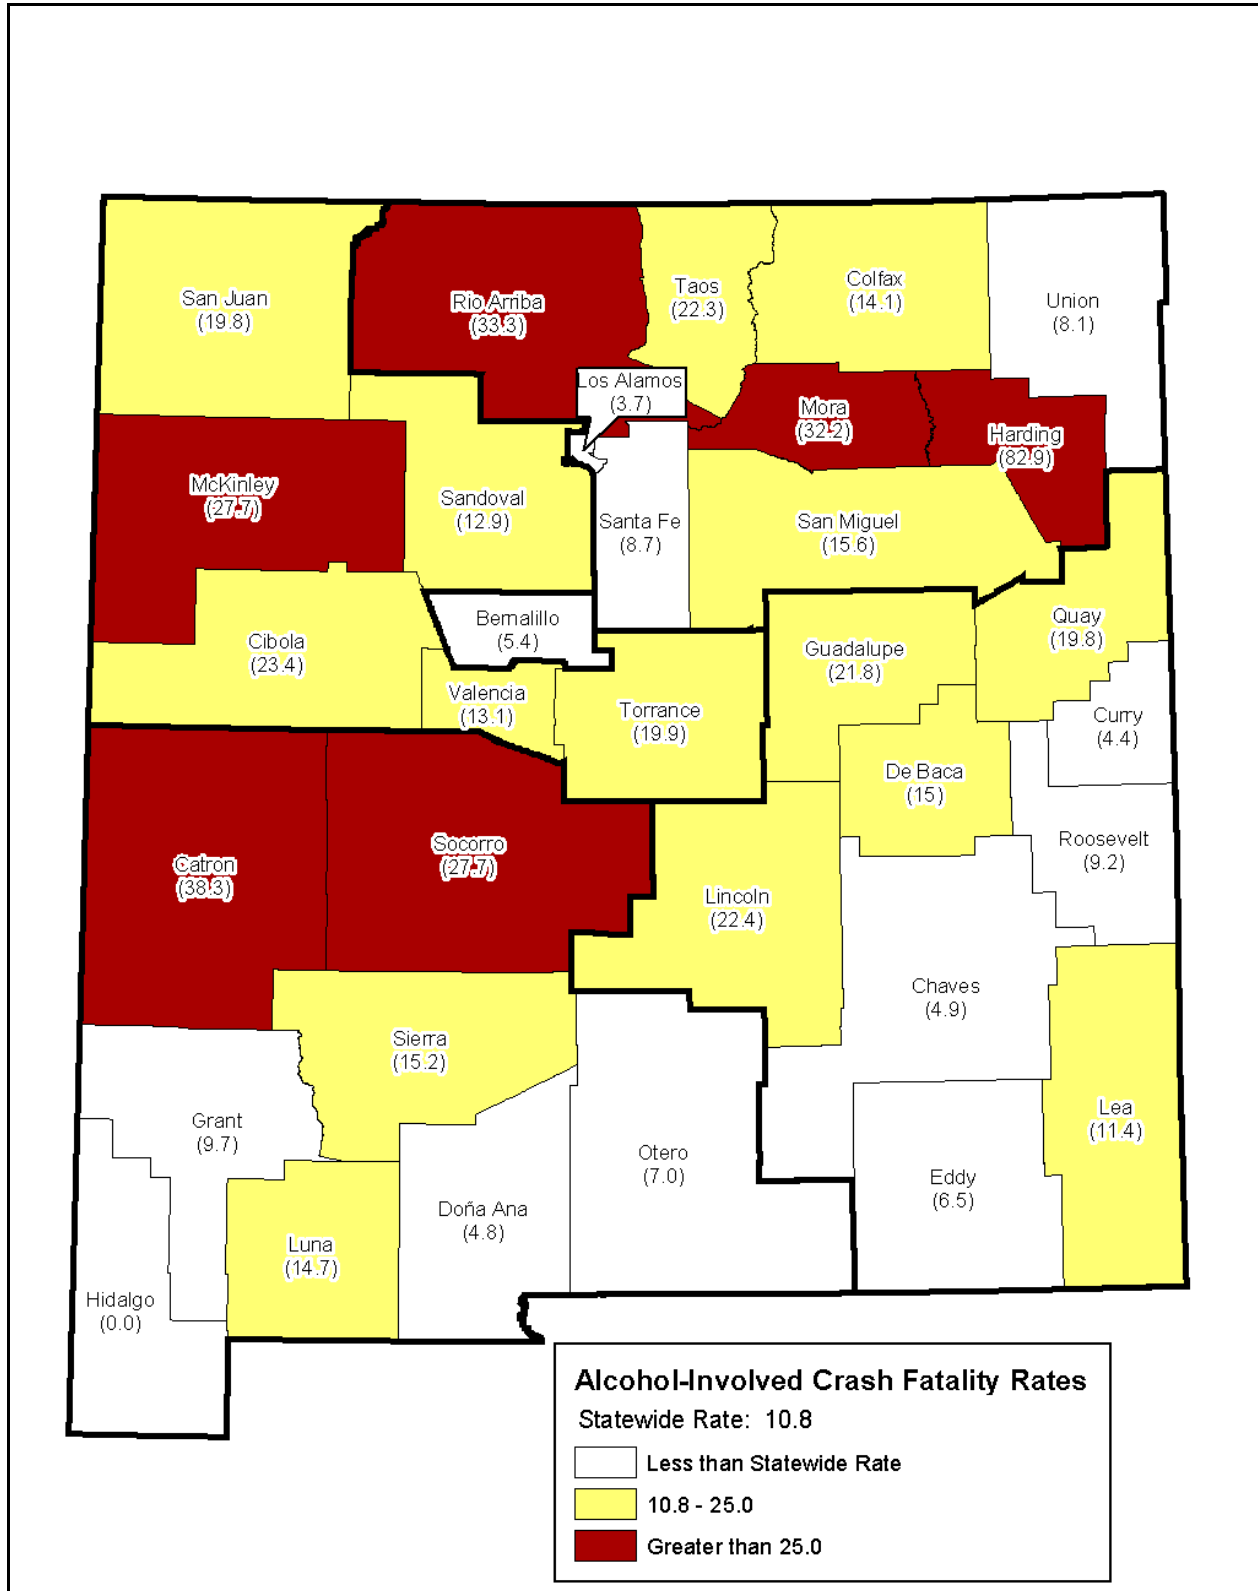 San Juan
(19.8)
Rio Arriba
(33.3)
Taos
(22.3)
Colfax
(14.1)
Union
(8.1)
Los Alamos
(3.7)
Mora
(32.2)
Harding
(82.9)
McKinley
(27.7)
Sandoval
(12.9)
Santa Fe
(8.7)
San Miguel
(15.6)
Cibola
(23.4)
Bernalillo
(5.4)
Guadalupe
(21.8)
Quay
(19.8)
Valencia
(13.1)
Torrance
(19.9)
Curry
(4.4)
De Baca
(15)
Catron
(38.3)
Socorro
(27.7)
Lincoln
(22.4)
Roosevelt
(9.2)
Chaves
(4.9)
Sierra
(15.2)
Grant
(9.7)
Otero
(7.0)
Lea
(11.4)
Eddy
(6.5)
Doña Ana
(4.8)
Luna
(14.7)
Hidalgo
(0.0)
Alcohol-Involved Crash Fatality Rates
Statewide Rate: 10.8
Less than Statewide Rate
10.8 - 25.0
Greater than 25.0